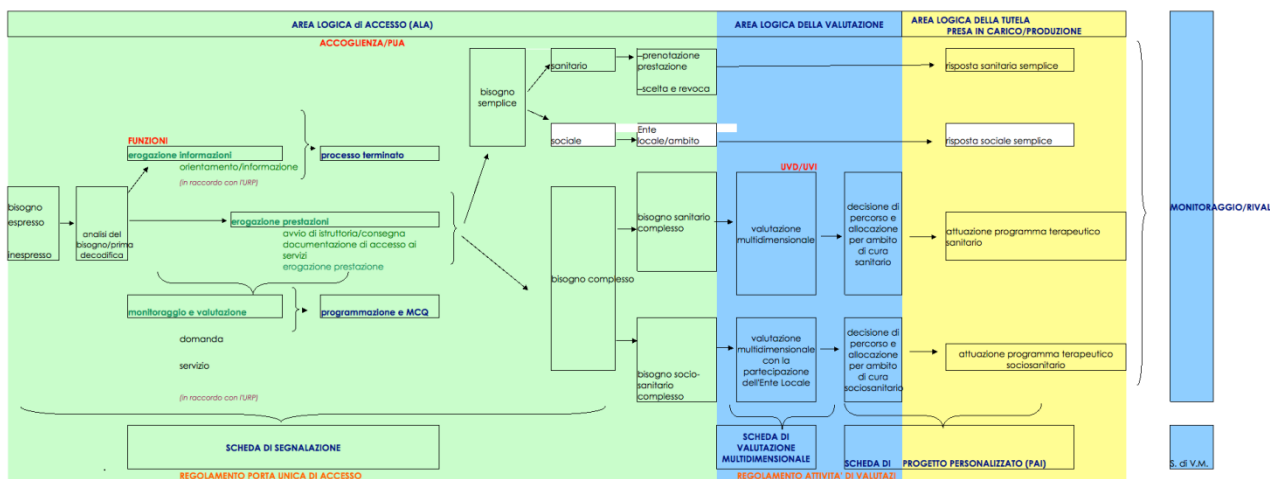 AREA LOGICA di ACCESSO (ALA)
AREA LOGICA DELLA VALUTAZIONE
AREA LOGICA DELLA TUTELA
PRESA IN CARICO/PRODUZIONE
ACCOGLIENZA/PUA
bisogno
semplice
sanitario
–prenotazione
prestazione
–scelta e revoca
risposta sanitaria semplice
sociale
Ente
locale/ambito
risposta sociale semplice
FUNZIONI
erogazione informazioni
orientamento/informazione
(in raccordo con l'URP)
processo terminato
UVD/UVI
bisogno
espresso
inespresso
analisi del
bisogno/prima
decodifica
erogazione prestazioni
avvio di istruttoria/consegna
documentazione di accesso ai
servizi
erogazione prestazione
bisogno complesso
bisogno sanitario
complesso
valutazione
multidimensionale
decisione di
percorso e
allocazione
per ambito
di cura
sanitario
attuazione programma terapeutico
sanitario
MONITORAGGIO/RIVAL
monitoraggio e valutazione
programmazione e MCQ
domanda
servizio
(in raccordo con l'URP)
bisogno socio-
sanitario
complesso
valutazione
multidimensionale
con la
partecipazione
dell'Ente Locale
decisione di
percorso e
allocazione
per ambito
di cura
sociosanitario
attuazione programma terapeutico
sociosanitario
SCHEDA DI SEGNALAZIONE
SCHEDA DI
VALUTAZIONE
MULTIDIMENSIONALE
SCHEDA DI PROGETTO PERSONALIZZATO (PAI)
S. di V.M.
REGOLAMENTO PORTA UNICA DI ACCESSO
REGOLAMENTO ATTIVITA' DI VALUTAZI